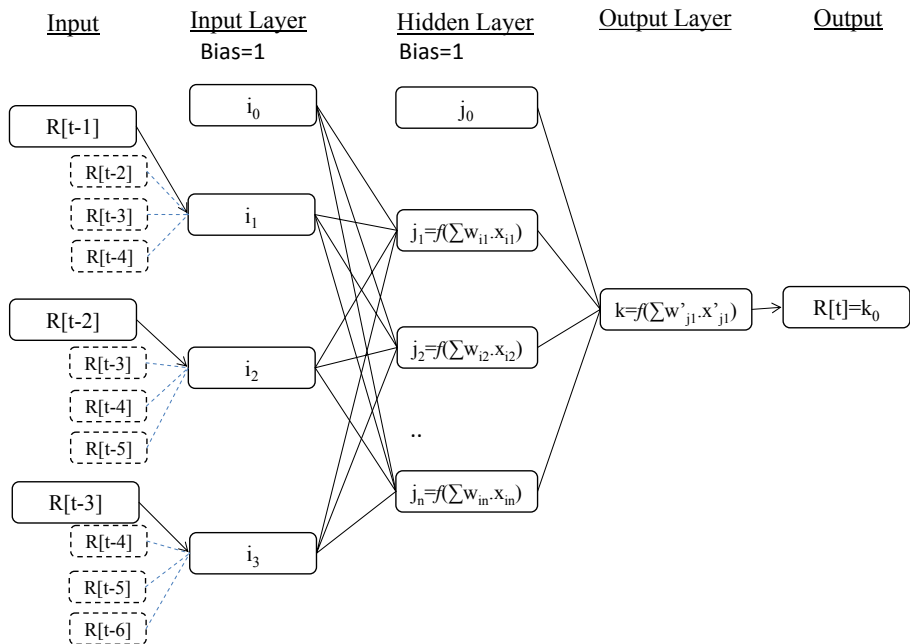 Input
Input Layer
Hidden Layer
Output Layer
Output
Bias=1
Bias=1
i₀
j₀
R[t-1]
R[t-2]
R[t-3]
R[t-4]
i₁
j₁=f(∑wᵢ₁.xᵢ₁)
R[t-2]
R[t-3]
R[t-4]
R[t-5]
i₂
j₂=f(∑wᵢ₂.xᵢ₂)
k=f(∑w'ⱼ₁.x'ⱼ₁)
R[t]=k₀
..
jₙ=f(∑wᵢₙ.xᵢₙ)
R[t-3]
R[t-4]
R[t-5]
R[t-6]
i₃